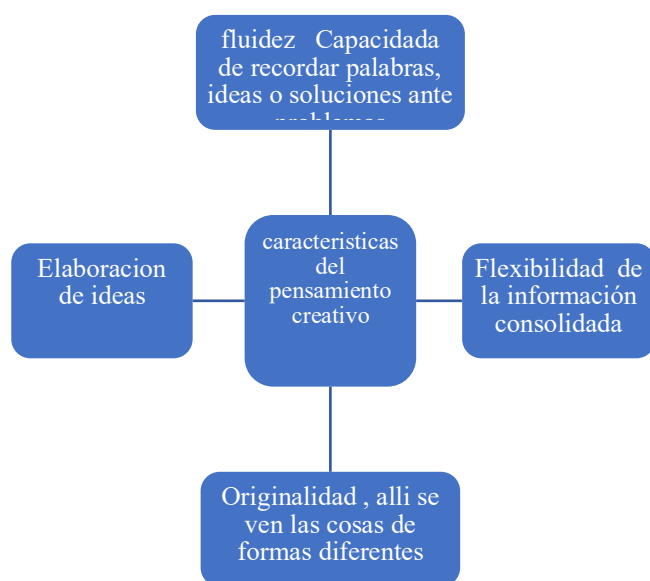 fluidez Capacidada
de recordar palabras,
ideas o soluciones ante
caracteristicas
del
pensamiento
creativo
Elaboracion
de ideas
Flexibilidad de
la información
consolidada
Originalidad , alli se
ven las cosas de
formas diferentes